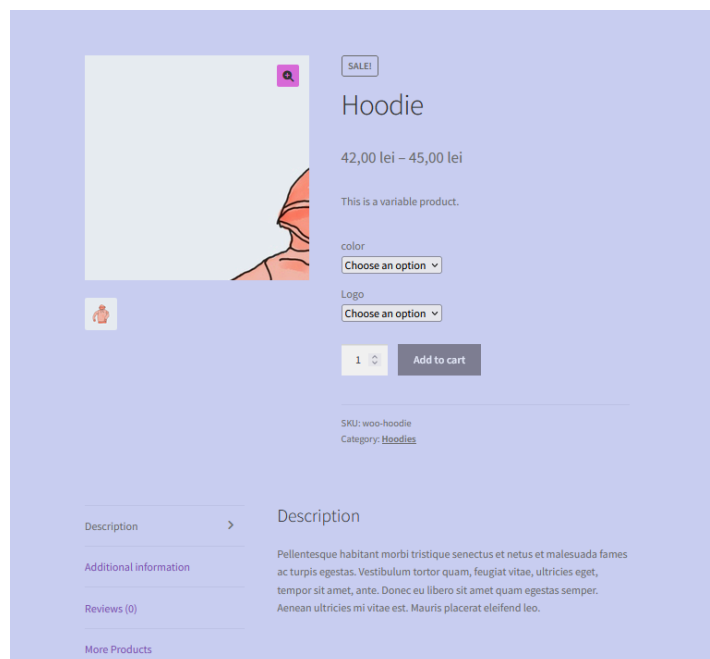 SALE!
Hoodie
42,00 lei – 45,00 lei
This is a variable product.
color
Choose an option
Logo
Choose an option
1
Add to cart
SKU: woo-hoodie
Category: Hoodies
Description
Additional information
Reviews (0)
More Products
Description
Pellentesque habitant morbi tristique senectus et netus et malesuada fames
ac turpis egestas. Vestibulum tortor quam, feugiat vitae, ultricies eget,
tempor sit amet, ante. Donec eu libero sit amet quam egestas semper.
Aenean ultricies mi vitae est. Mauris placerat eleifend leo.